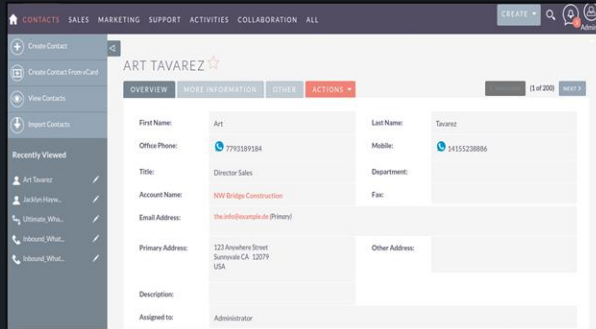 CONTACTS SALES MARKETING SUPPORT ACTIVITIES COLLABORATION ALL
CREATE
Admin
Create Contact
Create Contact From vCard
View Contacts
Import Contacts
Recently Viewed
Art Tavarez
Jacklyn Hayw...
Ultimate_Wha...
Inbound_What...
Inbound_What...
ART TAVAREZ
OVERVIEW MORE INFORMATION OTHER ACTIONS
(1 of 200) NEXT
First Name: Art Last Name: Tavarez
Office Phone: 7793189184 Mobile: 14155238886
Title: Director Sales Department:
Account Name: NW Bridge Construction Fax:
Email Address: the.info@example.de (Primary)
Primary Address: 123 Anywhere Street Other Address:
Sunnyvale CA 12079
USA
Description:
Assigned to: Administrator